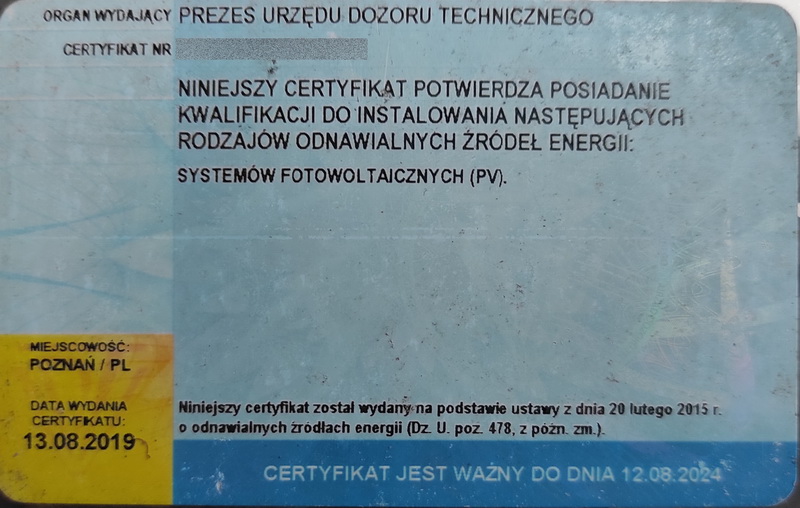 ORGAN WYDAJĄCY PREZES URZĘDU DOZORU TECHNICZNEGO
CERTYFIKAT NR
NINIEJSZY CERTYFIKAT POTWIERDZA POSIADANIE
KWALIFIKACJI DO INSTALOWANIA NASTĘPUJĄCYCH
RODZAJÓW ODNAWIALNYCH ŹRÓDEŁ ENERGII:
SYSTEMÓW FOTOWOLTAICZNYCH (PV).
MIEJSCOWOŚĆ:
POZNAŃ / PL
DATA WYDANIA
CERTYFIKATU:
13.08.2019
Niniejszy certyfikat został wydany na podstawie ustawy z dnia 20 lutego 2015 r.
o odnawialnych źródłach energii (Dz. U. poz. 478, z późn. zm.).
CERTYFIKAT JEST WAŻNY DO DNIA 12.08.2024